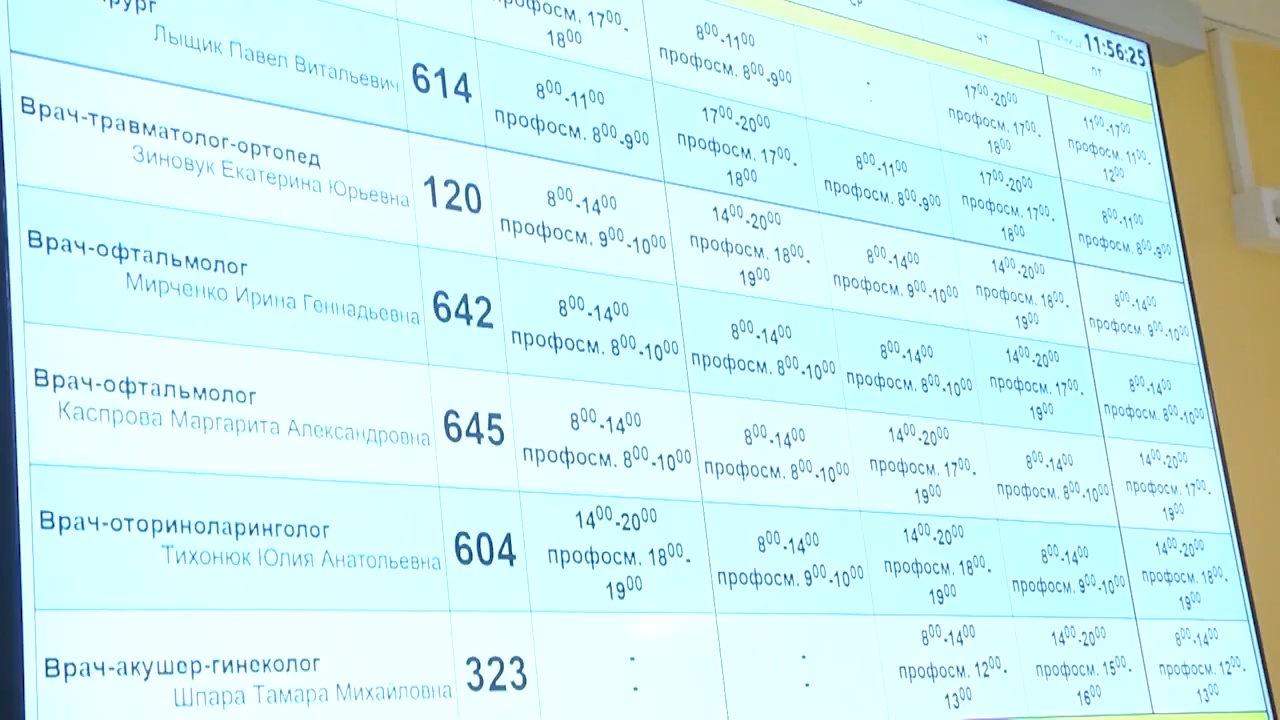 ЧТ
Пятница 11:56:25
ПТ
17⁰⁰-
18⁰⁰
8⁰⁰-11⁰⁰
профосм. 8⁰⁰-9⁰⁰
-
17⁰⁰-20⁰⁰
профосм. 17⁰⁰-
18⁰⁰
11⁰⁰-17⁰⁰
профосм. 11⁰⁰-
12⁰⁰
Лыщик Павел Витальевич
614
8⁰⁰-11⁰⁰
профосм. 8⁰⁰-9⁰⁰
17⁰⁰-20⁰⁰
профосм. 17⁰⁰-
18⁰⁰
8⁰⁰-11⁰⁰
профосм. 8⁰⁰-9⁰⁰
17⁰⁰-20⁰⁰
профосм. 17⁰⁰-
18⁰⁰
8⁰⁰-11⁰⁰
профосм. 8⁰⁰-9⁰⁰
Врач-травматолог-ортопед
Зиновук Екатерина Юрьевна
120
8⁰⁰-14⁰⁰
профосм. 9⁰⁰-10⁰⁰
14⁰⁰-20⁰⁰
профосм. 18⁰⁰-
19⁰⁰
8⁰⁰-14⁰⁰
профосм. 9⁰⁰-10⁰⁰
14⁰⁰-20⁰⁰
профосм. 18⁰⁰-
19⁰⁰
8⁰⁰-14⁰⁰
профосм. 9⁰⁰-10⁰⁰
Врач-офтальмолог
Мирченко Ирина Геннадьевна
642
8⁰⁰-14⁰⁰
профосм. 8⁰⁰-10⁰⁰
8⁰⁰-14⁰⁰
профосм. 8⁰⁰-10⁰⁰
8⁰⁰-14⁰⁰
профосм. 8⁰⁰-10⁰⁰
14⁰⁰-20⁰⁰
профосм. 17⁰⁰-
19⁰⁰
8⁰⁰-14⁰⁰
профосм. 8⁰⁰-10⁰⁰
Врач-офтальмолог
Каспрова Маргарита Александровна
645
8⁰⁰-14⁰⁰
профосм. 8⁰⁰-10⁰⁰
8⁰⁰-14⁰⁰
профосм. 8⁰⁰-10⁰⁰
14⁰⁰-20⁰⁰
профосм. 17⁰⁰-
19⁰⁰
8⁰⁰-14⁰⁰
профосм. 8⁰⁰-10⁰⁰
14⁰⁰-20⁰⁰
профосм. 17⁰⁰-
19⁰⁰
Врач-оториноларинголог
Тихонюк Юлия Анатольевна
604
14⁰⁰-20⁰⁰
профосм. 18⁰⁰-
19⁰⁰
8⁰⁰-14⁰⁰
профосм. 9⁰⁰-10⁰⁰
14⁰⁰-20⁰⁰
профосм. 18⁰⁰-
19⁰⁰
8⁰⁰-14⁰⁰
профосм. 9⁰⁰-10⁰⁰
14⁰⁰-20⁰⁰
профосм. 18⁰⁰-
19⁰⁰
Врач-акушер-гинеколог
Шпара Тамара Михайловна
323
-
-
-
-
8⁰⁰-14⁰⁰
профосм. 12⁰⁰-
13⁰⁰
14⁰⁰-20⁰⁰
профосм. 15⁰⁰-
16⁰⁰
8⁰⁰-14⁰⁰
профосм. 12⁰⁰-
13⁰⁰